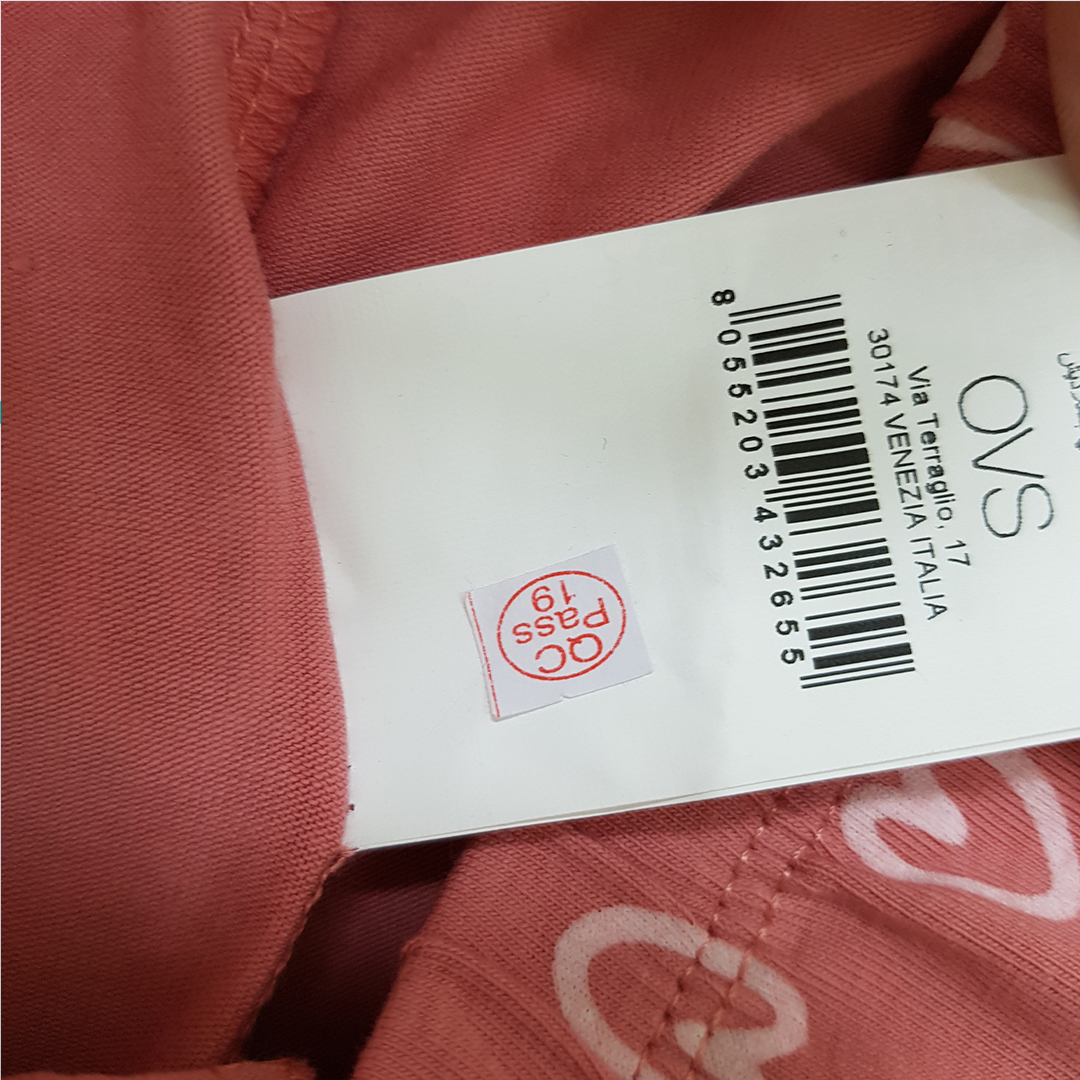 OVS
Via Terraglio, 17
30174 VENEZIA ITALIA
8 055203 432655
QC
Pass
19